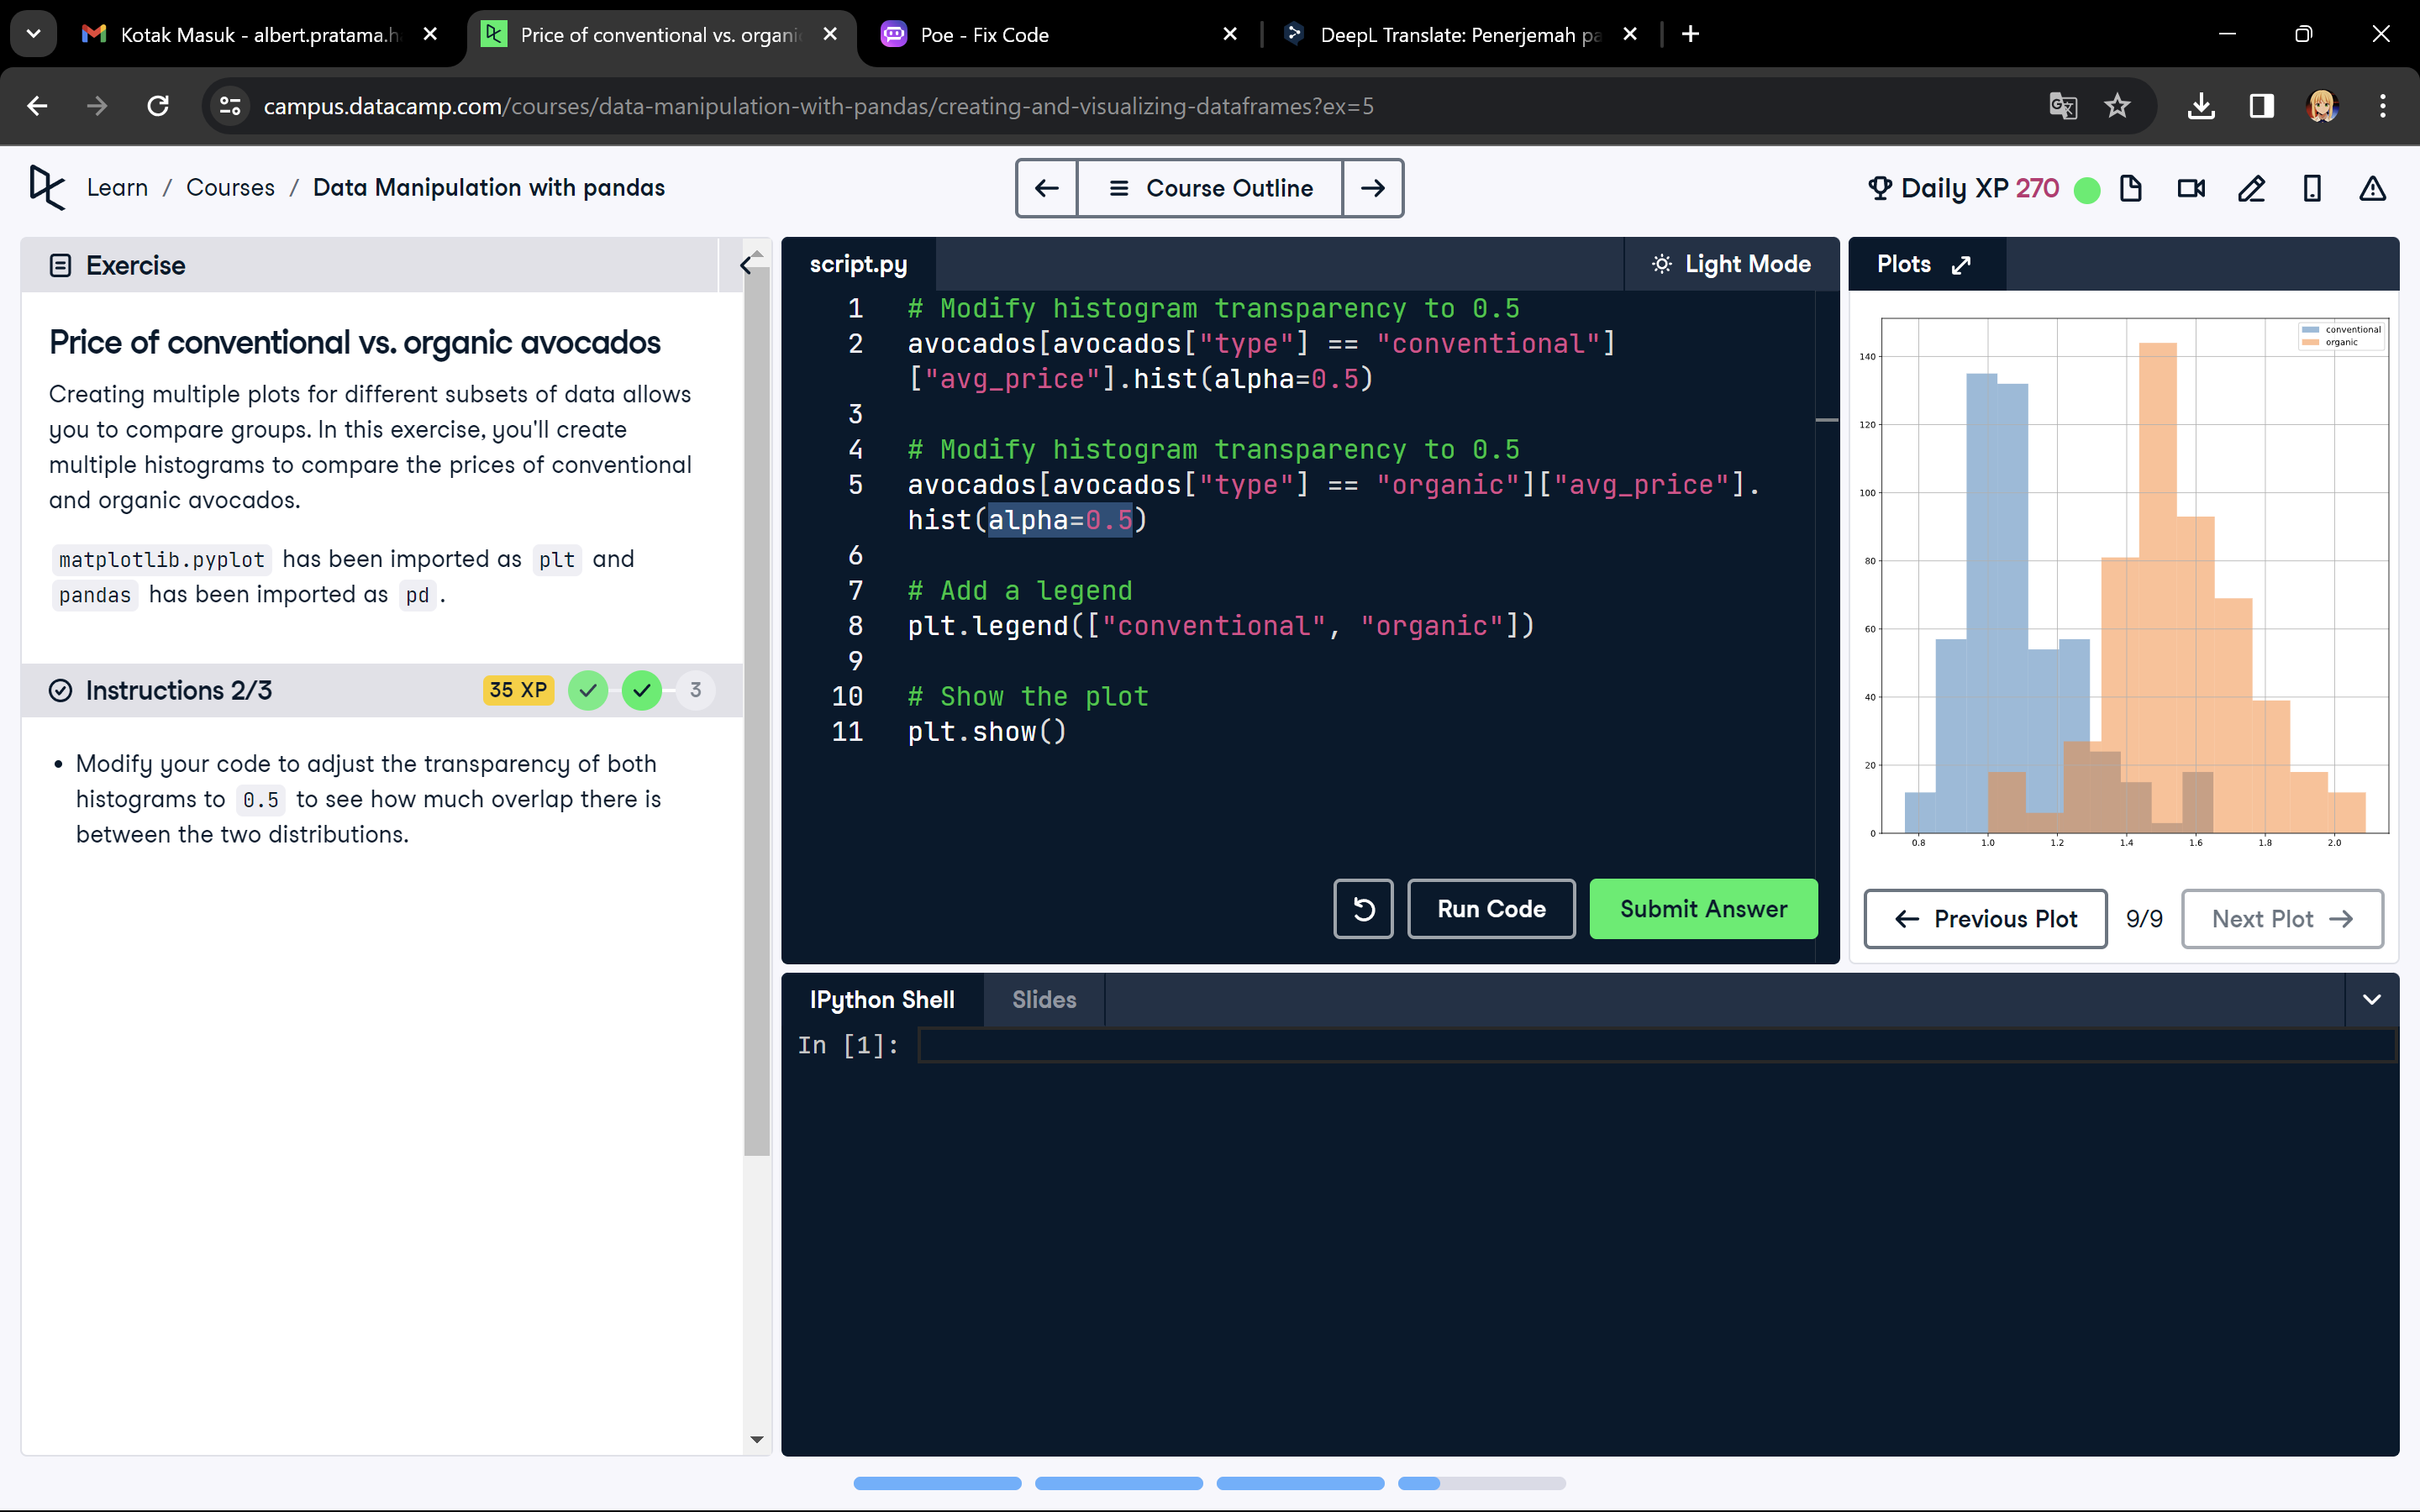 Kotak Masuk - albert.pratama.h
Price of conventional vs. organi
Poe - Fix Code
DeepL Translate: Penerjemah pa
campus.datacamp.com/courses/data-manipulation-with-pandas/creating-and-visualizing-dataframes?ex=5
Learn / Courses / Data Manipulation with pandas
Course Outline
Daily XP 270
Exercise
Price of conventional vs. organic avocados
Creating multiple plots for different subsets of data allows
you to compare groups. In this exercise, you'll create
multiple histograms to compare the prices of conventional
and organic avocados.
matplotlib.pyplot has been imported as plt and
pandas has been imported as pd .
Instructions 2/3
35 XP
3
• Modify your code to adjust the transparency of both
histograms to 0.5 to see how much overlap there is
between the two distributions.
script.py
Light Mode
1 # Modify histogram transparency to 0.5
2 avocados[avocados["type"] == "conventional"]
["avg_price"].hist(alpha=0.5)
3
4 # Modify histogram transparency to 0.5
5 avocados[avocados["type"] == "organic"]["avg_price"].
hist(alpha=0.5)
6
7 # Add a legend
8 plt.legend(["conventional", "organic"])
9
10 # Show the plot
11 plt.show()
Run Code
Submit Answer
Plots
conventional
organic
140
120
100
80
60
40
20
0
0.8 1.0 1.2 1.4 1.6 1.8 2.0
Previous Plot
9/9
Next Plot
IPython Shell
Slides
In [1]: